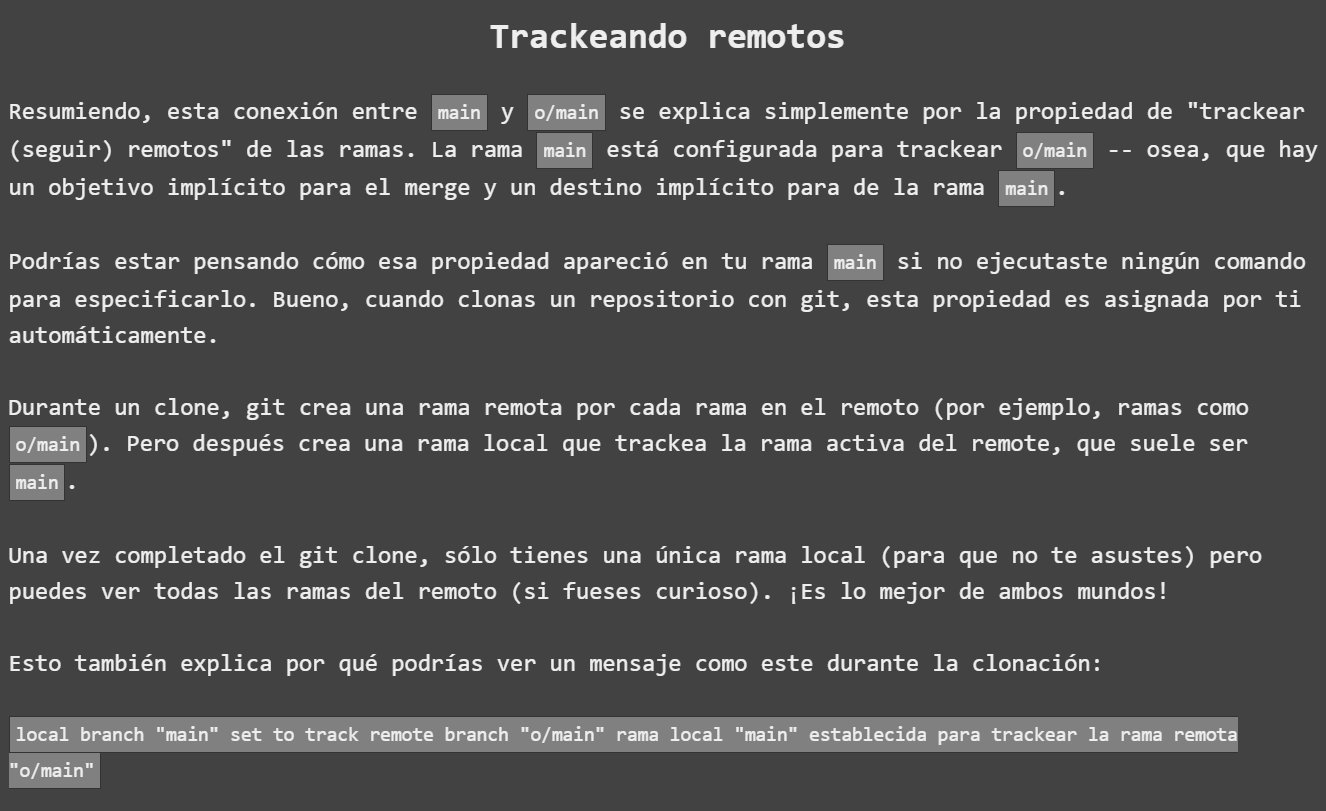 Trackeando remotos
Resumiendo, esta conexión entre main y o/main se explica simplemente por la propiedad de "trackear
(seguir) remotos" de las ramas. La rama main está configurada para trackear o/main -- osea, que hay
un objetivo implícito para el merge y un destino implícito para de la rama main.
Podrías estar pensando cómo esa propiedad apareció en tu rama main si no ejecutaste ningún comando
para especificarlo. Bueno, cuando clonas un repositorio con git, esta propiedad es asignada por ti
automáticamente.
Durante un clone, git crea una rama remota por cada rama en el remoto (por ejemplo, ramas como
o/main). Pero después crea una rama local que trackea la rama activa del remote, que suele ser
main.
Una vez completado el git clone, sólo tienes una única rama local (para que no te asustes) pero
puedes ver todas las ramas del remoto (si fueses curioso). ¡Es lo mejor de ambos mundos!
Esto también explica por qué podrías ver un mensaje como este durante la clonación:
local branch "main" set to track remote branch "o/main" rama local "main" establecida para trackear la rama remota
"o/main"